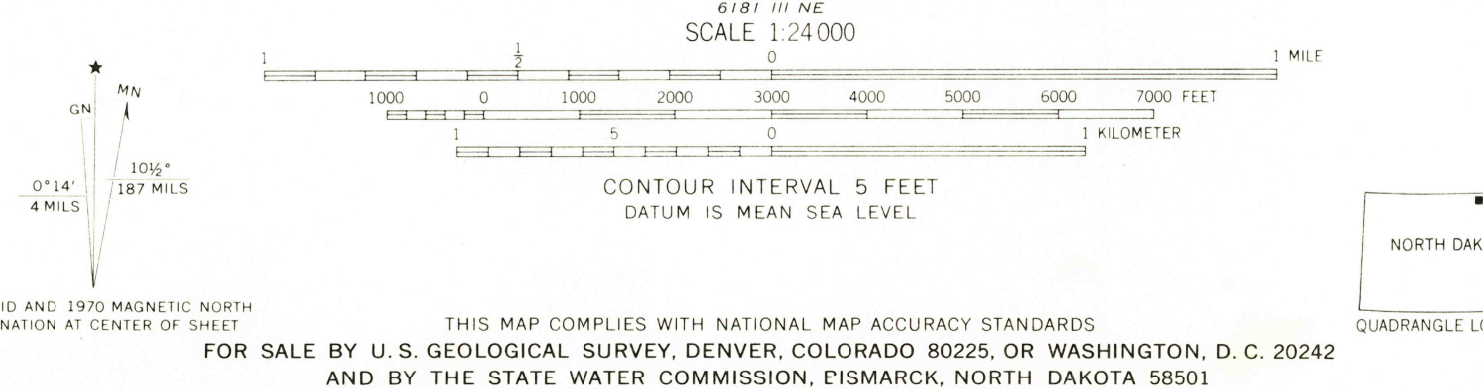 6181 III NE
SCALE 1:24 000
1 1/2 0 1 MILE
1000 0 1000 2000 3000 4000 5000 6000 7000 FEET
1 .5 0 1 KILOMETER
CONTOUR INTERVAL 5 FEET
DATUM IS MEAN SEA LEVEL
★
GN
MN
0°14'
4 MILS
10½°
187 MILS
ID AND 1970 MAGNETIC NORTH
NATION AT CENTER OF SHEET
NORTH DAK
QUADRANGLE LO
THIS MAP COMPLIES WITH NATIONAL MAP ACCURACY STANDARDS
FOR SALE BY U. S. GEOLOGICAL SURVEY, DENVER, COLORADO 80225, OR WASHINGTON, D. C. 20242
AND BY THE STATE WATER COMMISSION, BISMARCK, NORTH DAKOTA 58501